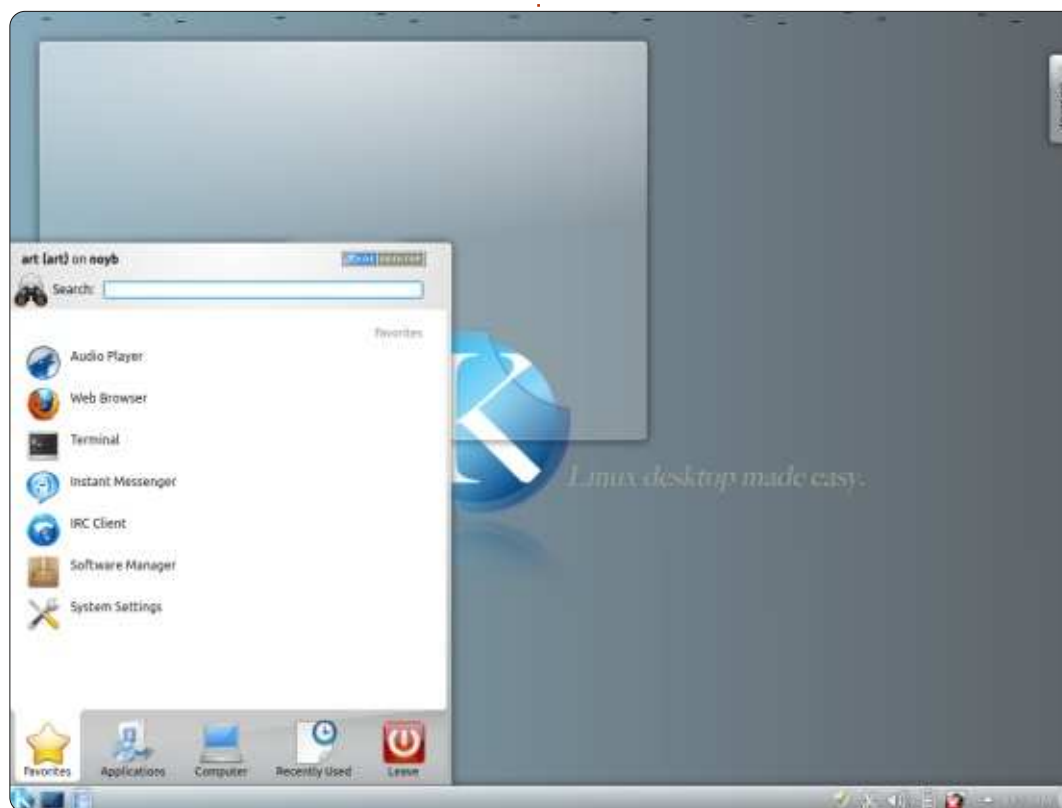 art (art) on noyb
Search:
Favorites
Audio Player
Web Browser
Terminal
Instant Messenger
IRC Client
Software Manager
System Settings
K
Linux desktop made easy.
Favorites
Applications
Computer
Recently Used
Leave